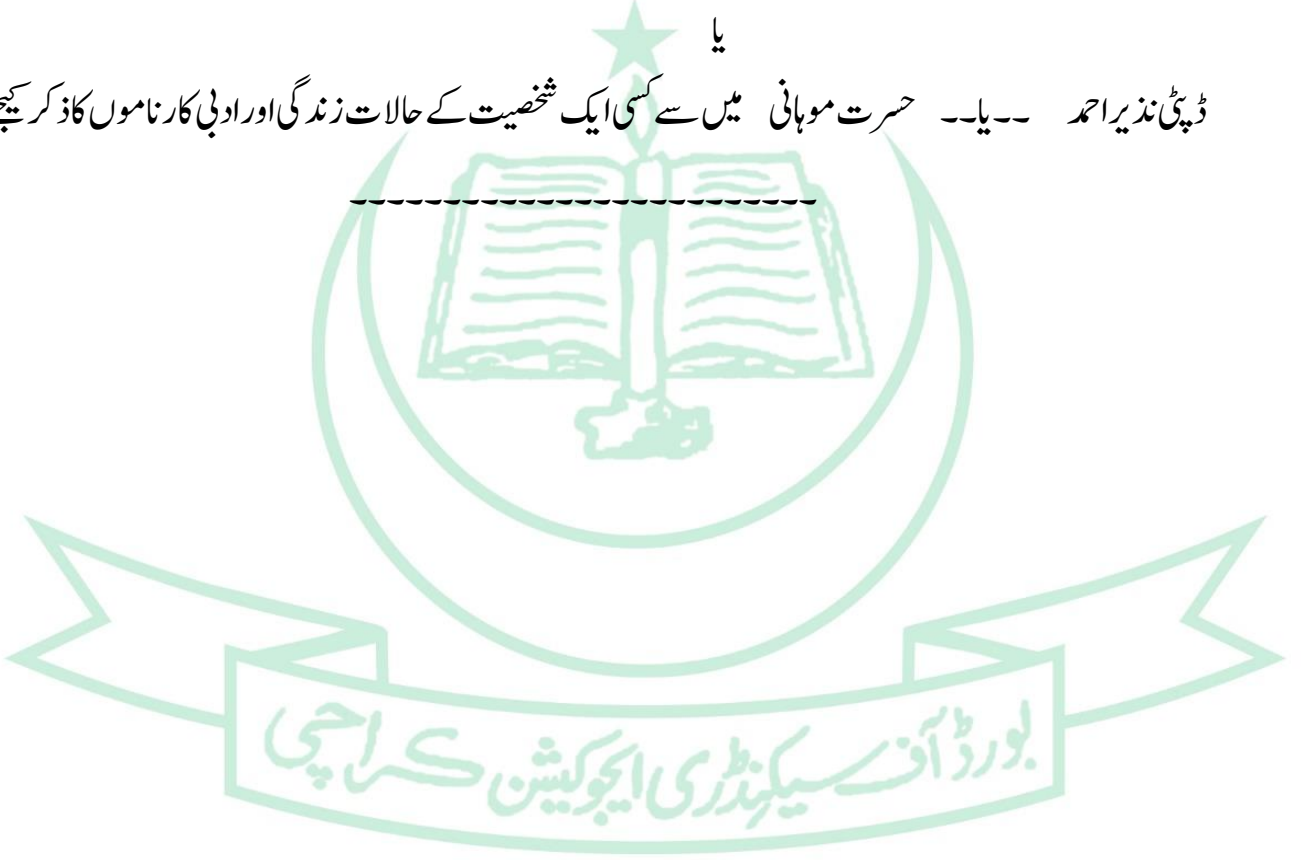 یا
ڈپٹی نذیر احمد ۔۔یا۔۔ حسرت موہانی میں سے کسی ایک شخصیت کے حالات زندگی اور ادبی کارناموں کا ذکر
۔۔۔۔۔۔۔۔۔۔۔۔۔۔۔۔۔۔۔۔۔۔۔۔۔
بورڈ آف سیکنڈری ایجوکیشن کراچی